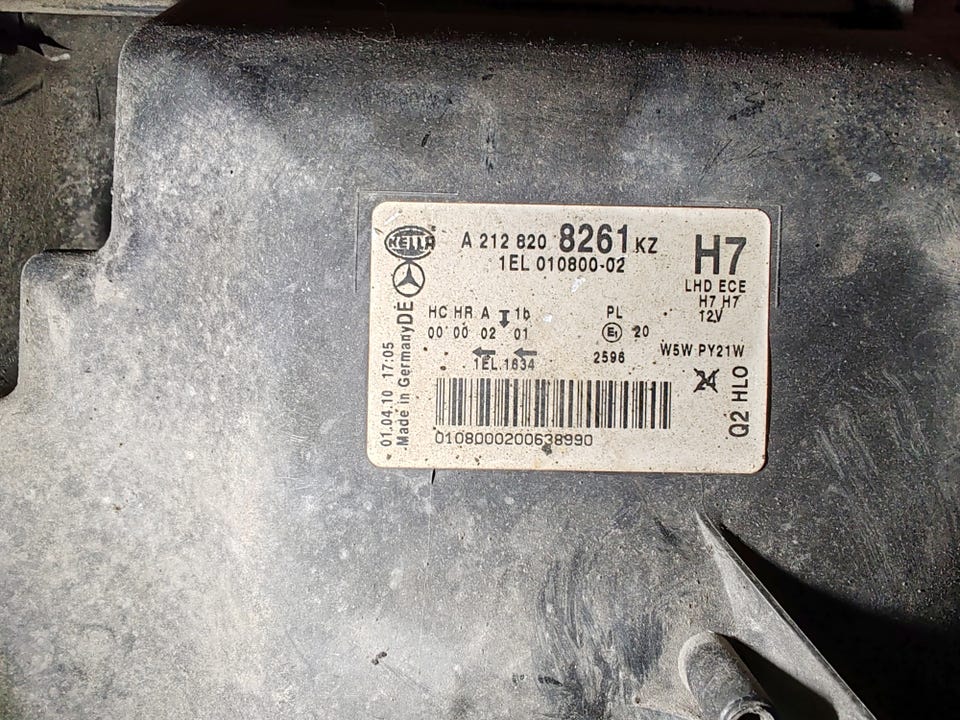 HELLA
A 212 820 8261 KZ
1EL 010800-02
H7
LHD ECE
H7 H7
12V
DE
HC HR A 1b
00 00 02 01
PL
E1 20
2596
W5W PY21W
1EL.1634
24
Q2 HLO
01.04.10 17:05
Made in Germany
0108000200638990